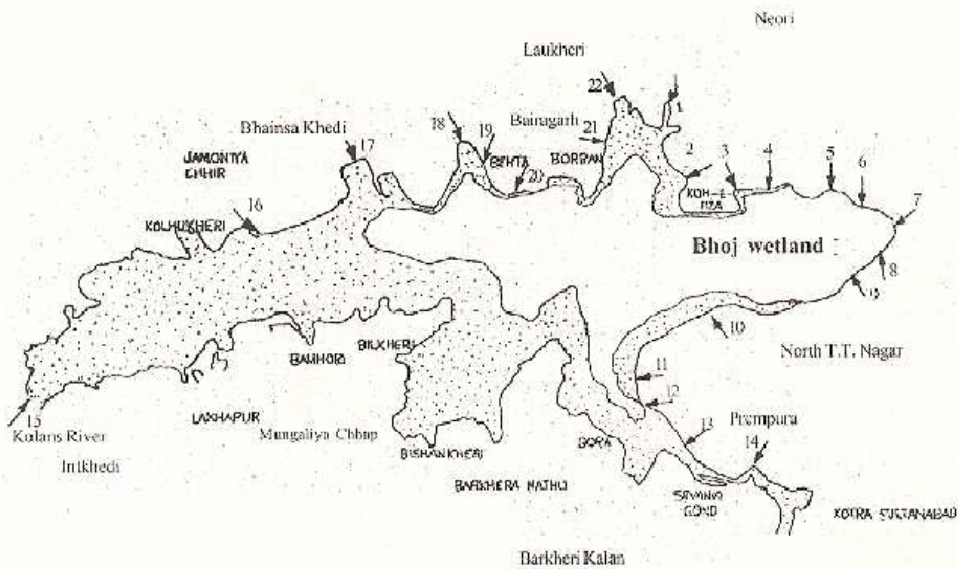 Neori
Laukheri
22
1
Bhainsa Khedi
17
18
19
Bairagarh
21
2
3
4
5
6
JAMONIYA
CHHIR
BEHTA
BORBAN
20
KOH-E
FIZA
7
KOLHUKHERI
16
Bhoj wetland
8
9
10
North T.T. Nagar
BAMHORI
BILKHERI
11
12
15
LAKHAPUR
Kolans River
Mungaliya Chhap
GORA
13
Prempura
14
BISHANKHERI
Intkhedi
BARKHERA NATHU
SEVANIA
GOND
KOTRA SULTANABAD
Barkheri Kalan